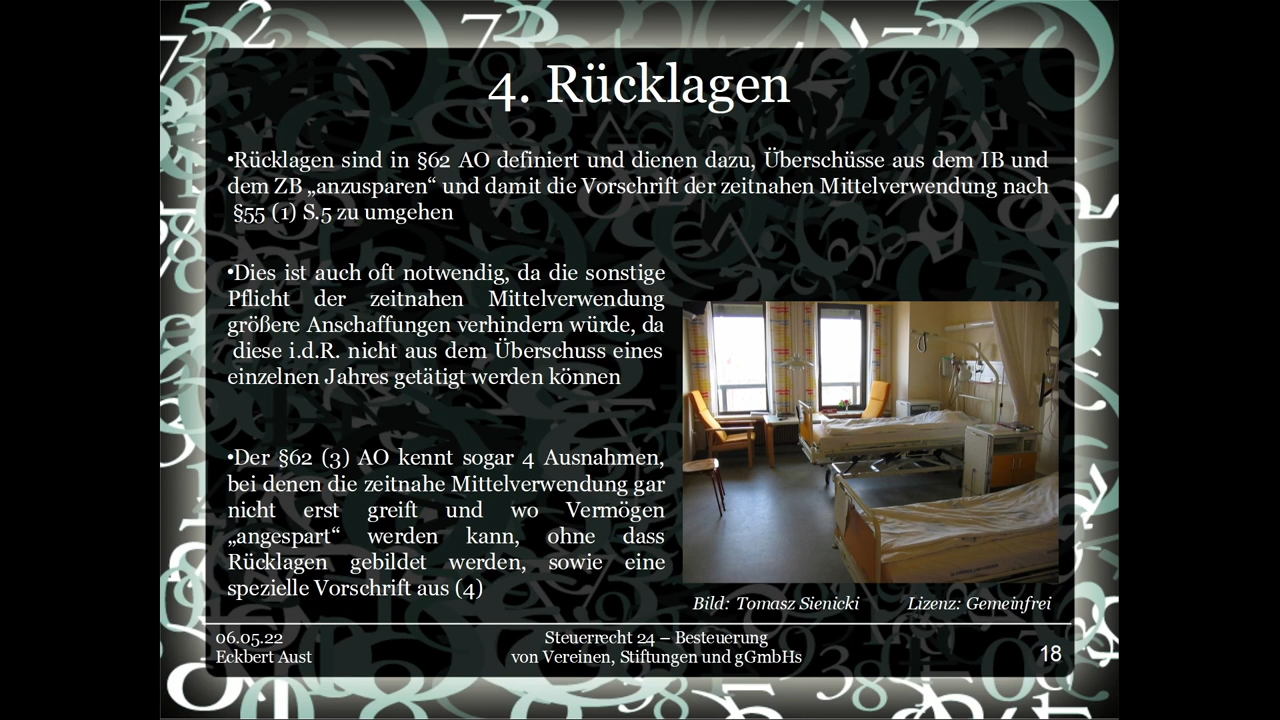 4. Rücklagen
•Rücklagen sind in §62 AO definiert und dienen dazu, Überschüsse aus dem IB und
dem ZB „anzusparen“ und damit die Vorschrift der zeitnahen Mittelverwendung nach
§55 (1) S.5 zu umgehen
•Dies ist auch oft notwendig, da die sonstige
Pflicht der zeitnahen Mittelverwendung
größere Anschaffungen verhindern würde, da
diese i.d.R. nicht aus dem Überschuss eines
einzelnen Jahres getätigt werden können
•Der §62 (3) AO kennt sogar 4 Ausnahmen,
bei denen die zeitnahe Mittelverwendung gar
nicht erst greift und wo Vermögen
„angespart“ werden kann, ohne dass
Rücklagen gebildet werden, sowie eine
spezielle Vorschrift aus (4)
Bild: Tomasz Sienicki Lizenz: Gemeinfrei
06.05.22
Eckbert Aust
Steuerrecht 24 – Besteuerung
von Vereinen, Stiftungen und gGmbHs
18